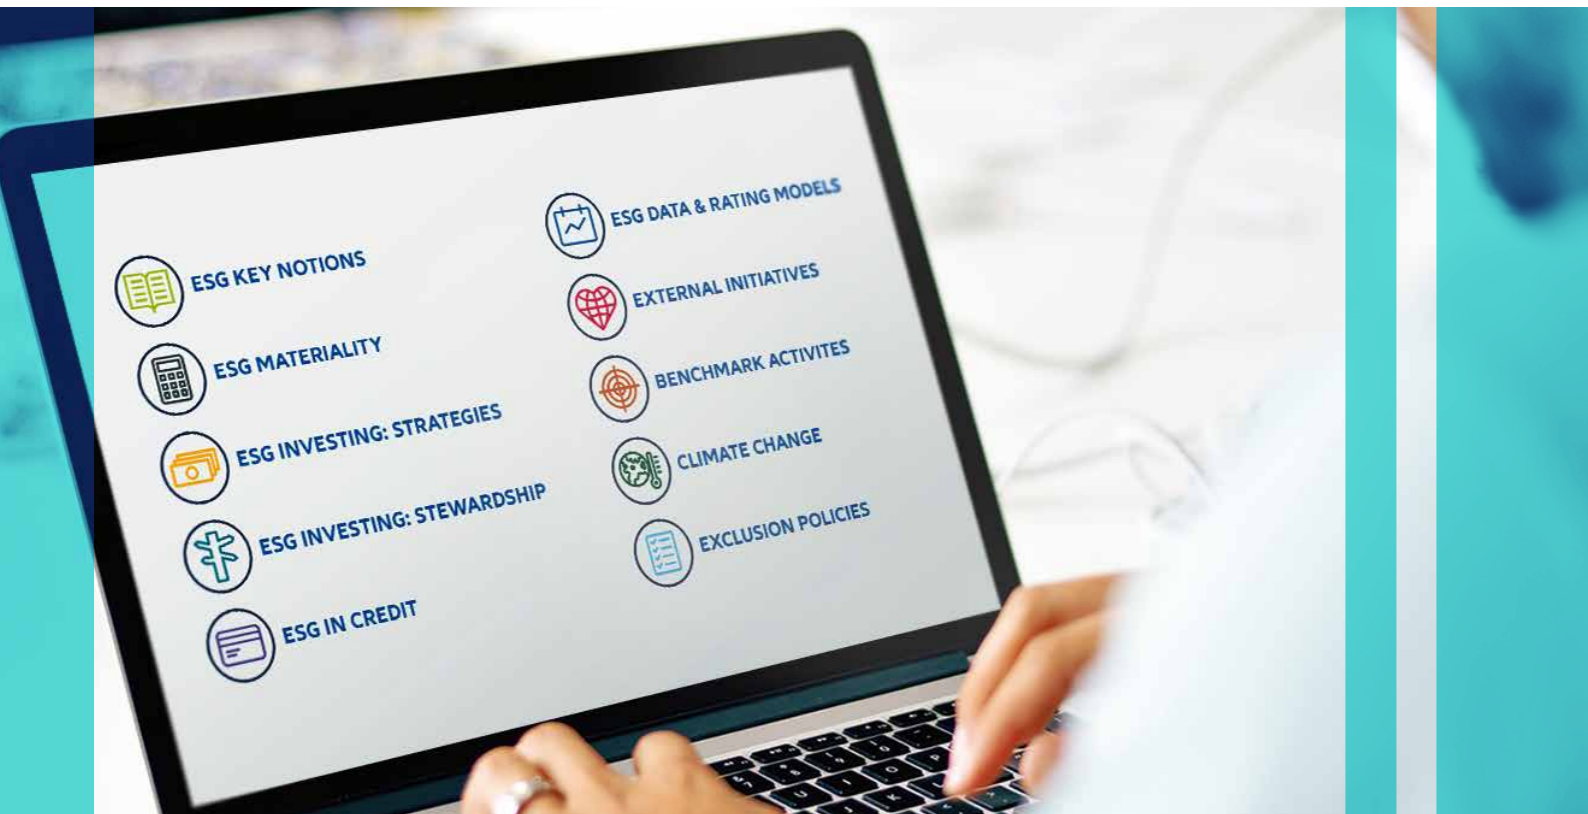 ESG KEY NOTIONS
ESG MATERIALITY
ESG INVESTING: STRATEGIES
ESG INVESTING: STEWARDSHIP
ESG IN CREDIT
ESG DATA & RATING MODELS
EXTERNAL INITIATIVES
BENCHMARK ACTIVITES
CLIMATE CHANGE
EXCLUSION POLICIES